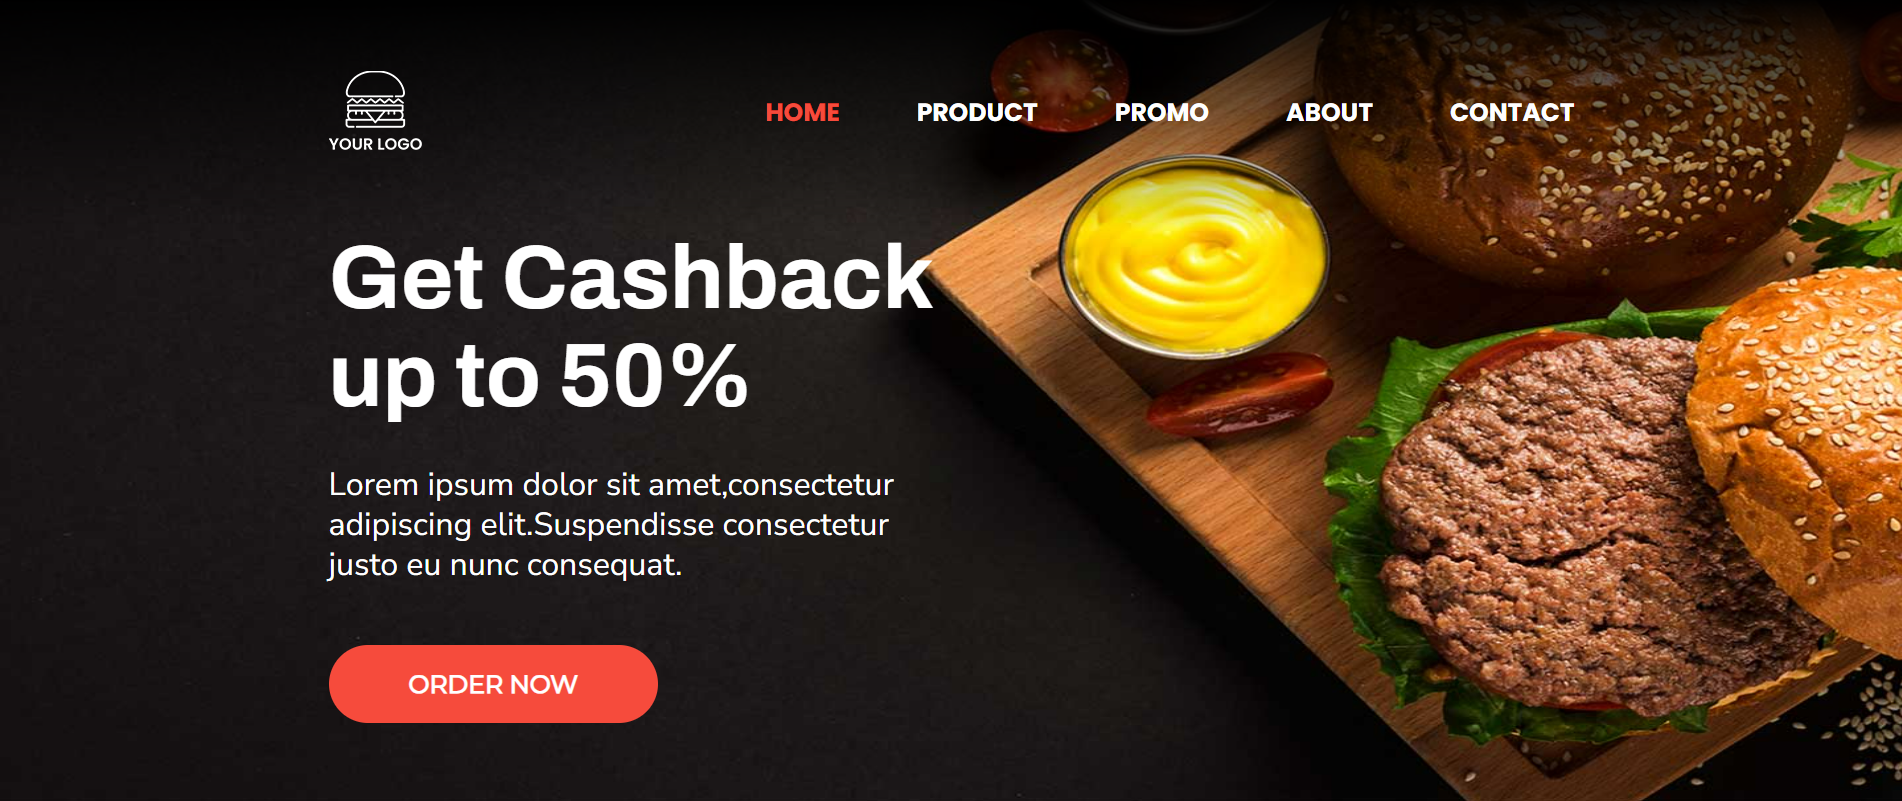 YOUR LOGO
HOME PRODUCT PROMO ABOUT CONTACT
Get Cashback
up to 50%
Lorem ipsum dolor sit amet,consectetur
adipiscing elit.Suspendisse consectetur
justo eu nunc consequat.
ORDER NOW